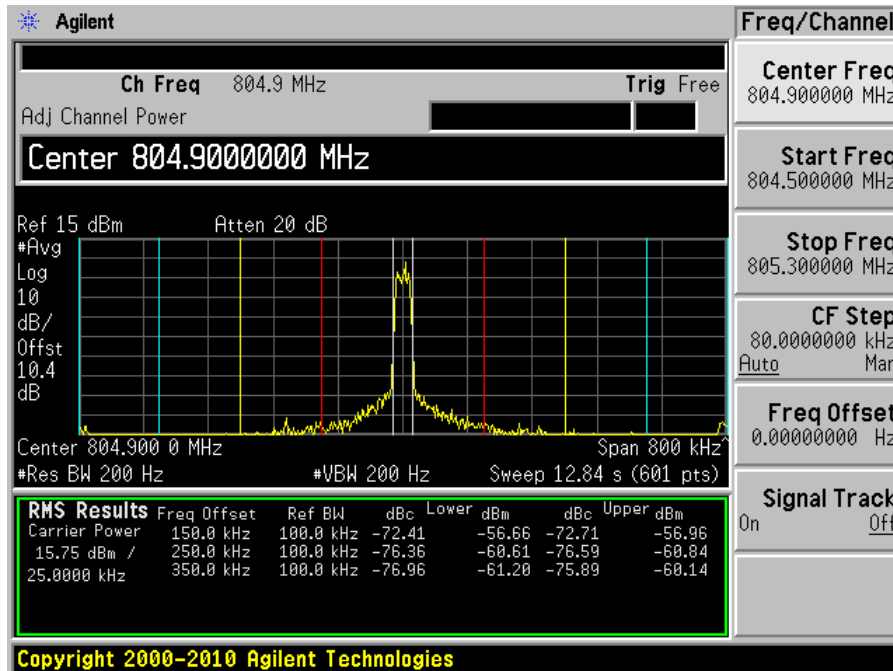 Agilent
Freq/Channel
Ch Freq 804.9 MHz Trig Free
Adj Channel Power
Center 804.9000000 MHz
Ref 15 dBm Atten 20 dB
#Avg
Log
10
dB/
Offst
10.4
dB
Center 804.900 0 MHz Span 800 kHz^
#Res BW 200 Hz #VBW 200 Hz Sweep 12.84 s (601 pts)
RMS Results Freq Offset Ref BW dBc Lower dBm dBc Upper dBm
Carrier Power 150.0 kHz 100.0 kHz -72.41 -56.66 -72.71 -56.96
15.75 dBm / 250.0 kHz 100.0 kHz -76.36 -60.61 -76.59 -60.84
25.0000 kHz 350.0 kHz 100.0 kHz -76.96 -61.20 -75.89 -60.14
Center Freq
804.900000 MHz
Start Freq
804.500000 MHz
Stop Freq
805.300000 MHz
CF Step
80.0000000 kHz
Auto Man
Freq Offset
0.00000000 Hz
Signal Track
On Off
Copyright 2000-2010 Agilent Technologies